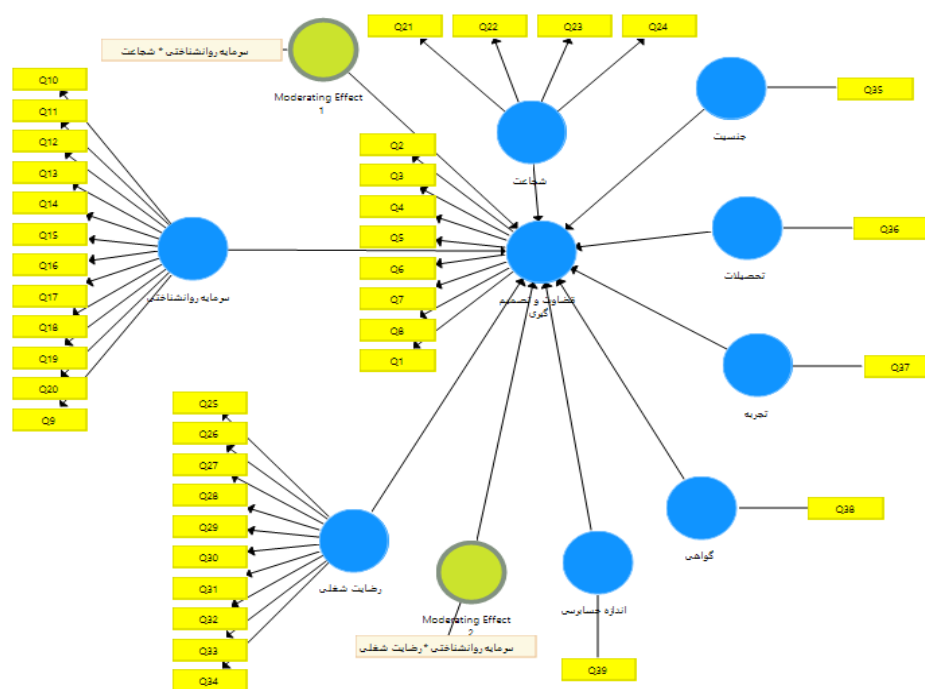 Q21
Q22
Q23
Q24
سرمایه روانشناختی * شجاعت
Moderating Effect
1
Q10
Q11
Q12
Q13
Q14
Q15
Q16
Q17
Q18
Q19
Q20
Q9
سرمایه روانشناختی
Q2
Q3
Q4
Q5
Q6
Q7
Q8
Q1
شجاعت
قضاوت و تصمیم
گیری
جنسیت
Q35
تحصیلات
Q36
تجربه
Q37
گواهی
Q38
اندازه حسابرسی
Q39
Q25
Q26
Q27
Q28
Q29
Q30
Q31
Q32
Q33
Q34
رضایت شغلی
Moderating Effect
2
سرمایه روانشناختی * رضایت شغلی